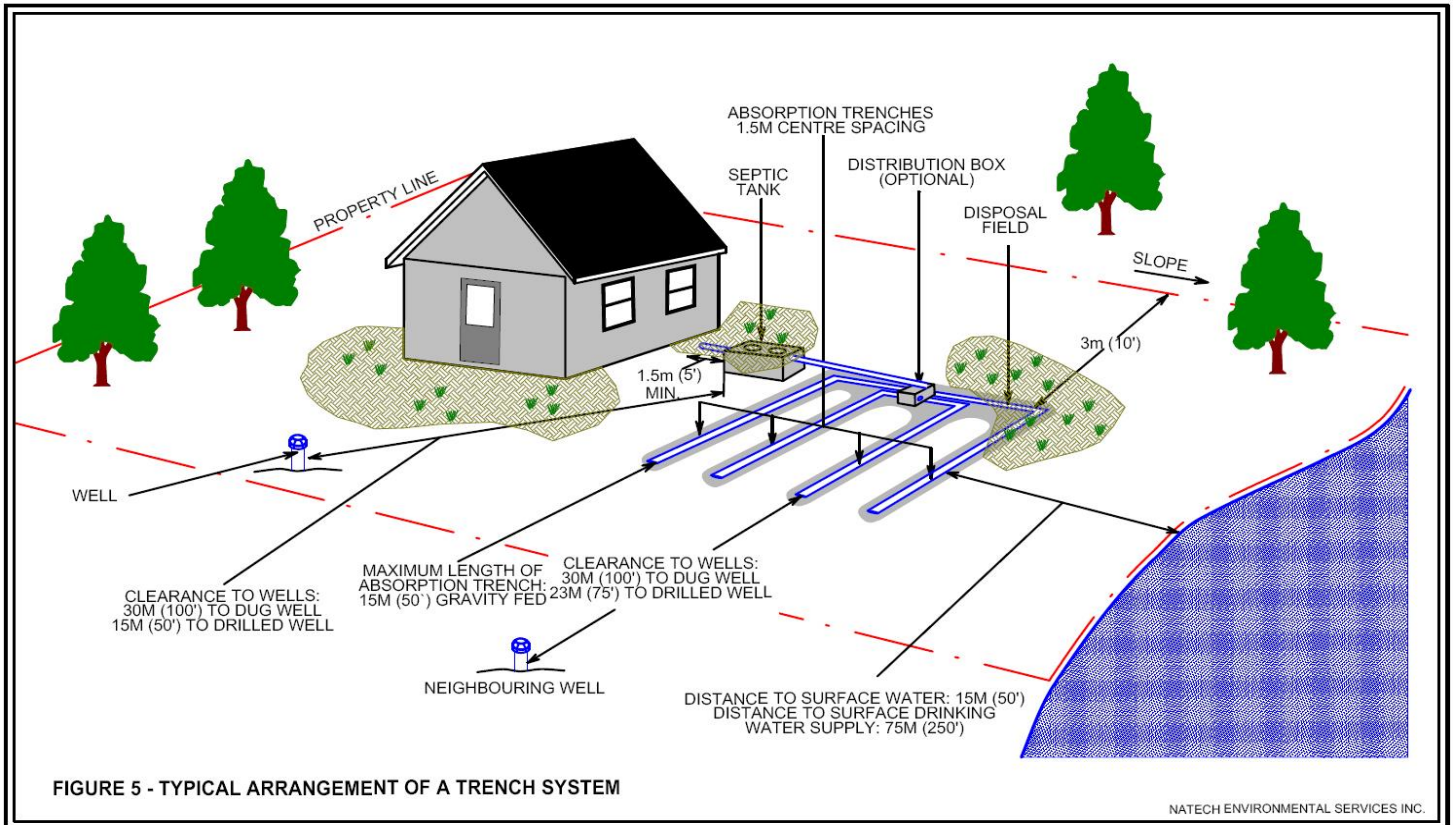 ABSORPTION TRENCHES
1.5M CENTRE SPACING
SEPTIC
TANK
DISTRIBUTION BOX
(OPTIONAL)
DISPOSAL
FIELD
PROPERTY LINE
SLOPE
3m (10')
1.5m (5')
MIN.
WELL
CLEARANCE TO WELLS:
30M (100') TO DUG WELL
15M (50') TO DRILLED WELL
MAXIMUM LENGTH OF
ABSORPTION TRENCH:
15M (50`) GRAVITY FED
CLEARANCE TO WELLS:
30M (100') TO DUG WELL
23M (75') TO DRILLED WELL
NEIGHBOURING WELL
DISTANCE TO SURFACE WATER: 15M (50')
DISTANCE TO SURFACE DRINKING
WATER SUPPLY: 75M (250')
FIGURE 5 - TYPICAL ARRANGEMENT OF A TRENCH SYSTEM
NATECH ENVIRONMENTAL SERVICES INC.